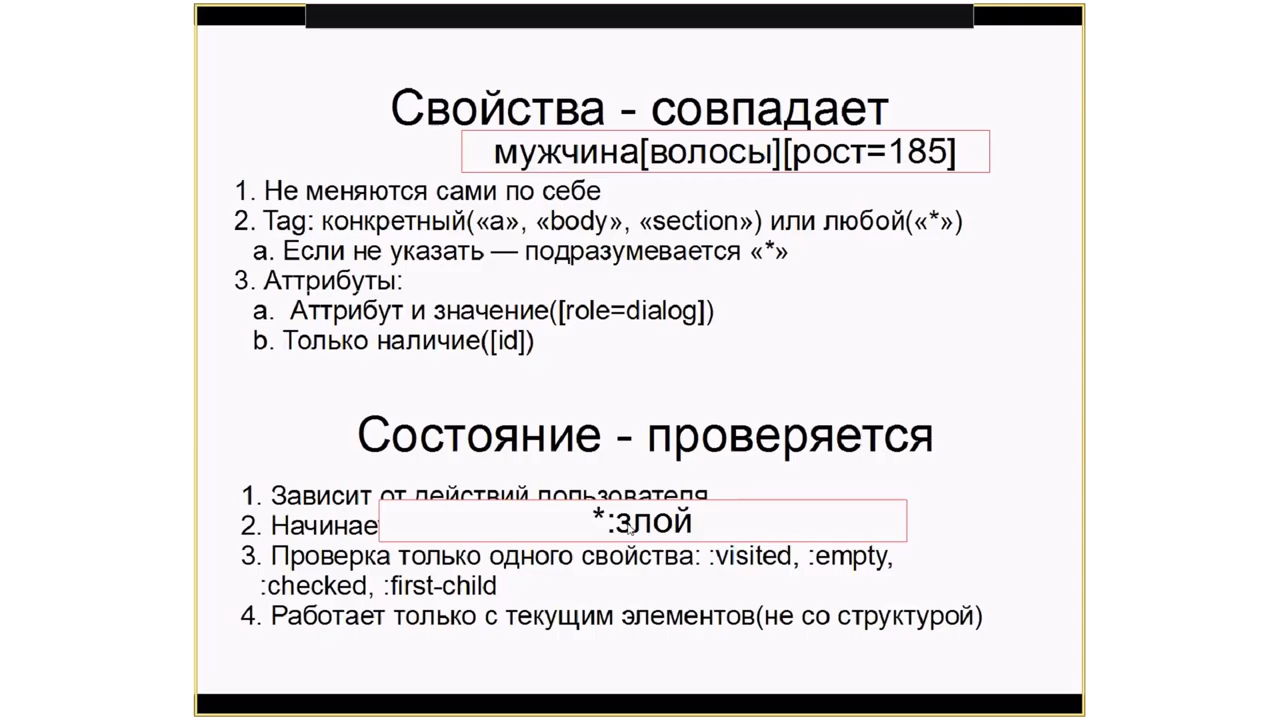 Свойства - совпадает
мужчина[волосы][рост=185]
1. Не меняются сами по себе
2. Tag: конкретный(«a», «body», «section») или любой(«*»)
a. Если не указать — подразумевается «*»
3. Аттрибуты:
a. Аттрибут и значение([role=dialog])
b. Только наличие([id])
Состояние - проверяется
1. Зависит от действий пользователя
2. Начинае
*:злой
3. Проверка только одного свойства: :visited, :empty,
:checked, :first-child
4. Работает только с текущим элементов(не со структурой)